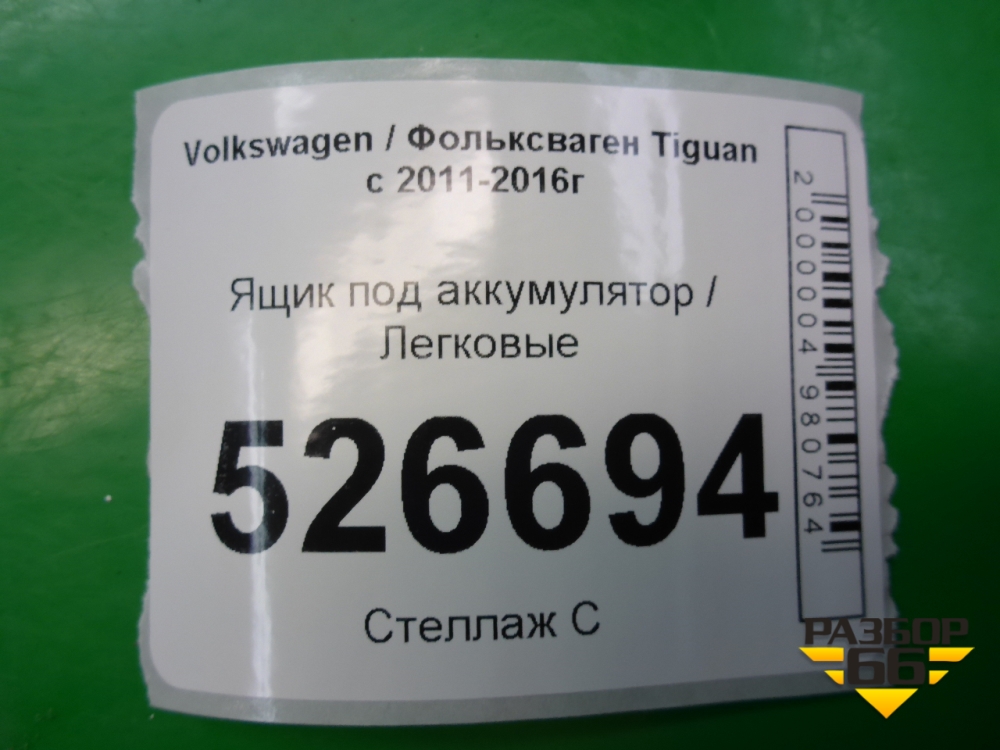 Volkswagen / Фольксваген Tiguan
с 2011-2016г
Ящик под аккумулятор /
Легковые
526694
Стеллаж С
2000004980764
РАЗБОР
66